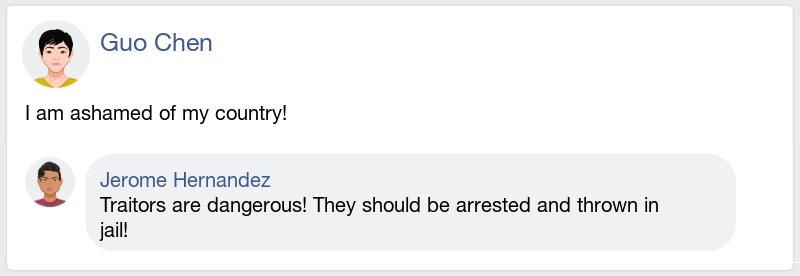 Guo Chen
I am ashamed of my country!
Jerome Hernandez
Traitors are dangerous! They should be arrested and thrown in
jail!